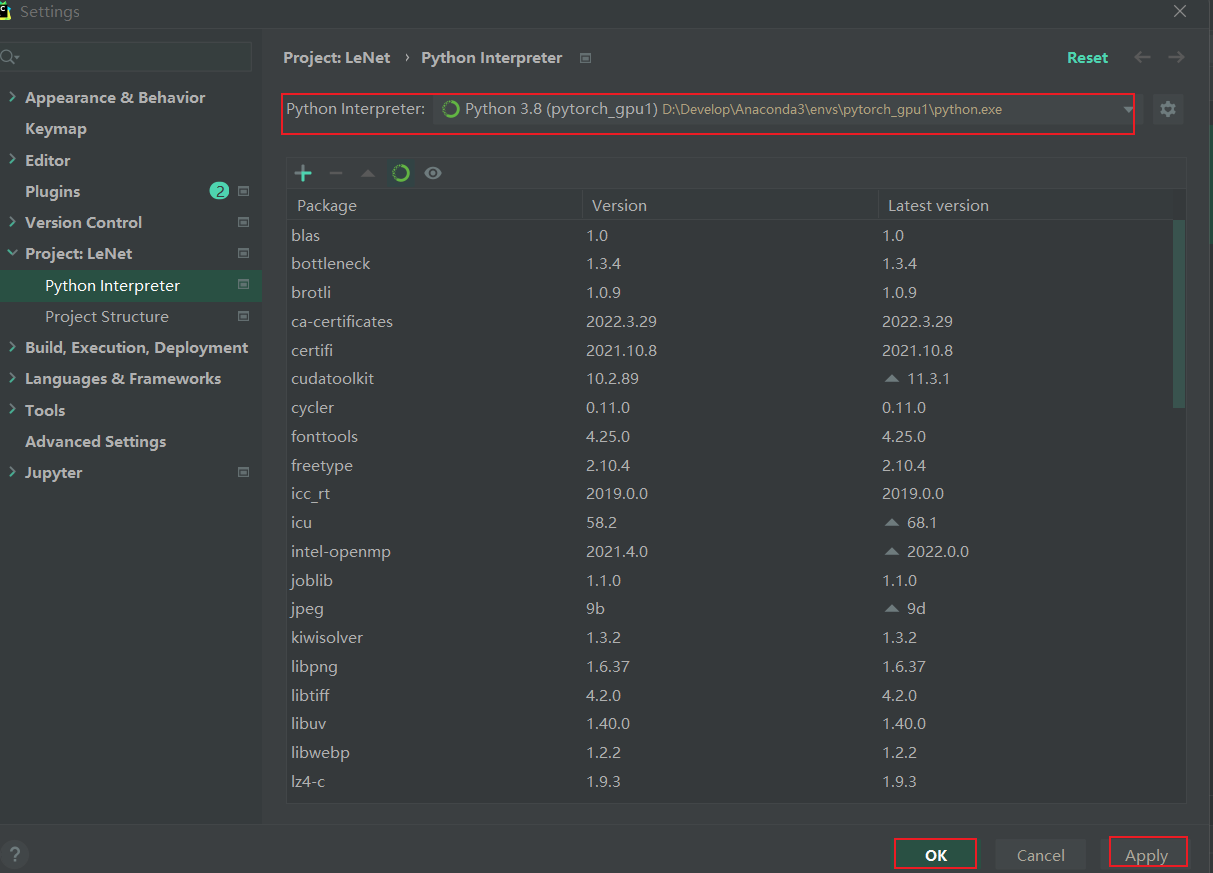 Settings
Project: LeNet › Python Interpreter Reset
Appearance & Behavior
Keymap
Editor
Plugins 2
Version Control
Project: LeNet
Python Interpreter
Project Structure
Build, Execution, Deployment
Languages & Frameworks
Tools
Advanced Settings
Jupyter
Python Interpreter: Python 3.8 (pytorch_gpu1) D:\Develop\Anaconda3\envs\pytorch_gpu1\python.exe
Package Version Latest version
blas 1.0 1.0
bottleneck 1.3.4 1.3.4
brotli 1.0.9 1.0.9
ca-certificates 2022.3.29 2022.3.29
certifi 2021.10.8 2021.10.8
cudatoolkit 10.2.89 11.3.1
cycler 0.11.0 0.11.0
fonttools 4.25.0 4.25.0
freetype 2.10.4 2.10.4
icc_rt 2019.0.0 2019.0.0
icu 58.2 68.1
intel-openmp 2021.4.0 2022.0.0
joblib 1.1.0 1.1.0
jpeg 9b 9d
kiwisolver 1.3.2 1.3.2
libpng 1.6.37 1.6.37
libtiff 4.2.0 4.2.0
libuv 1.40.0 1.40.0
libwebp 1.2.2 1.2.2
lz4-c 1.9.3 1.9.3
? OK Cancel Apply